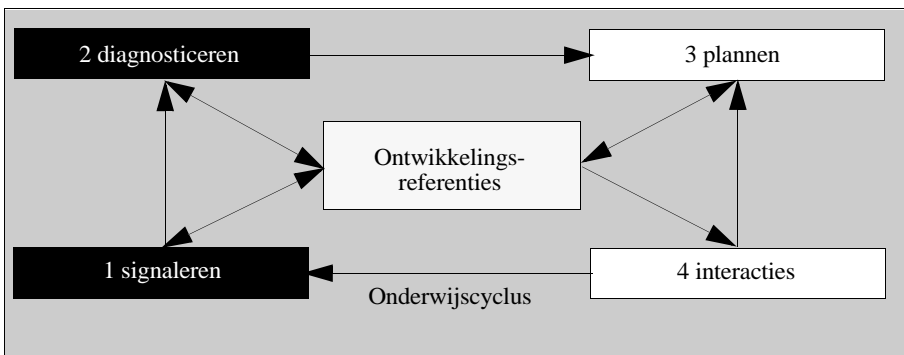 2 diagnosticeren
3 plannen
Ontwikkelings-
referenties
1 signaleren
4 interacties
Onderwijscyclus